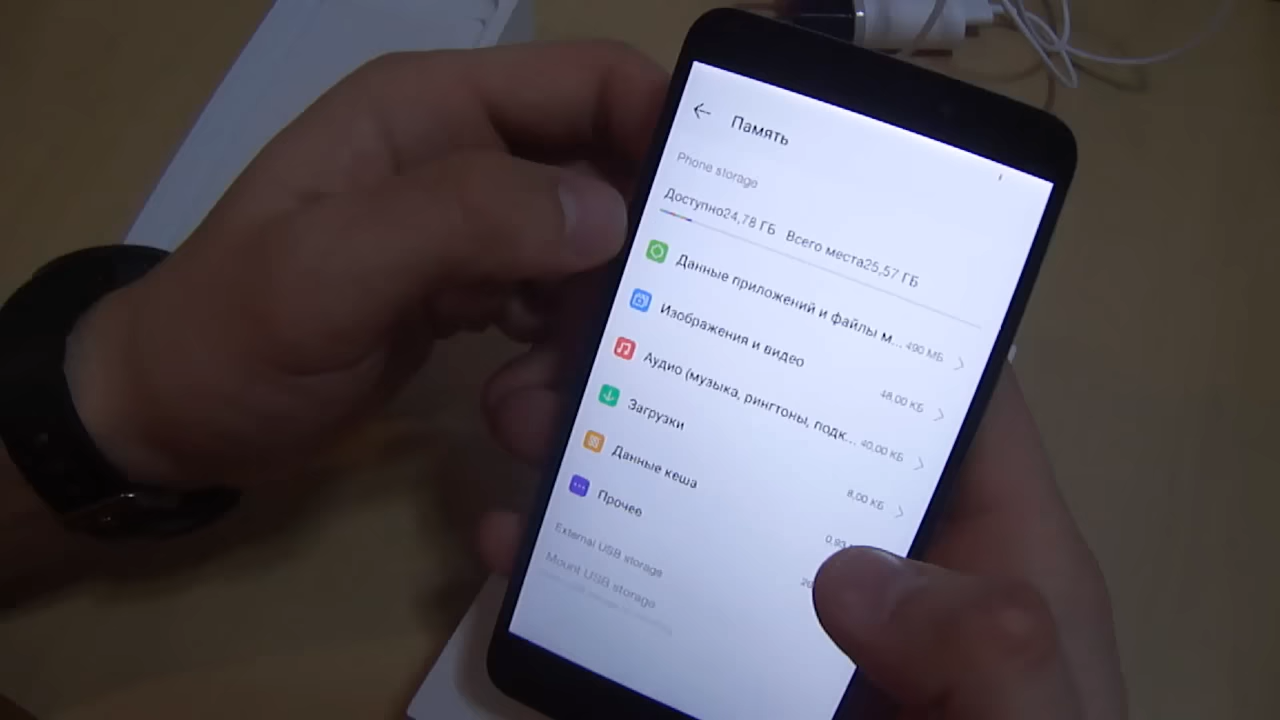 Память
Phone storage
Доступно24,78 ГБ Всего места25,57 ГБ
Данные приложений и файлы м... 490 МБ
Изображения и видео 48,00 КБ
Аудио (музыка, рингтоны, подк... 40,00 КБ
Загрузки 8,00 КБ
Данные кеша
Прочее
External USB storage
Mount USB storage